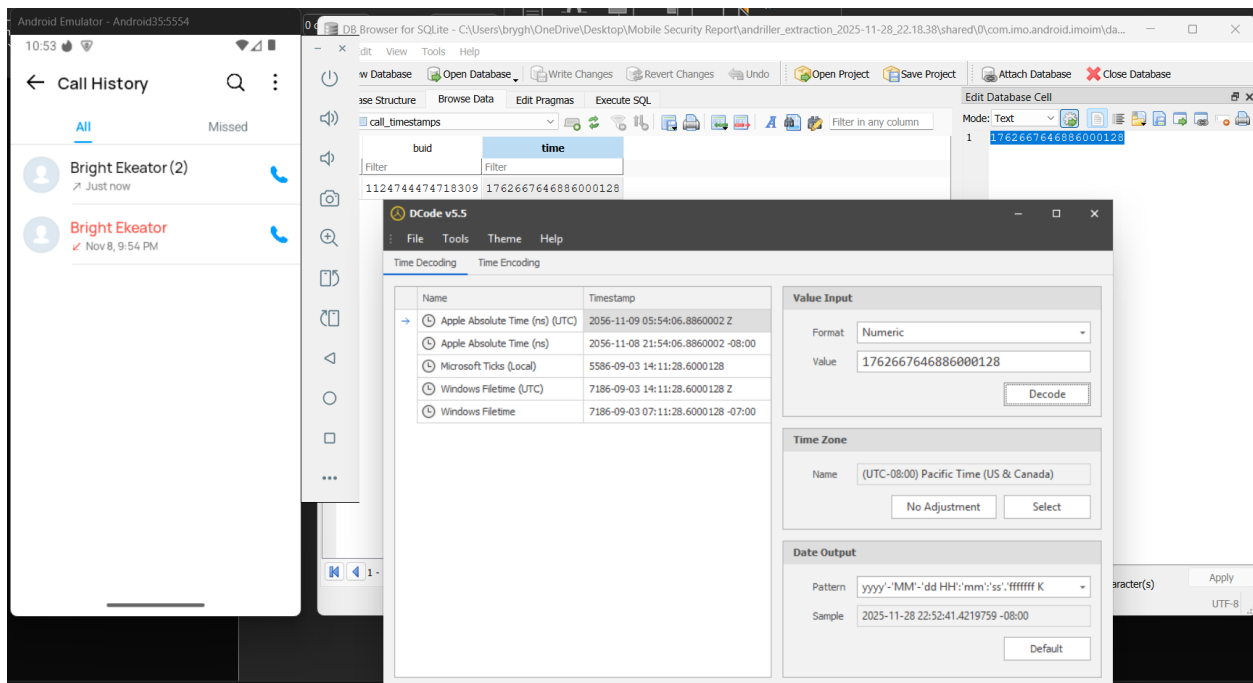 Android Emulator - Android35:5554
10:53
Call History
All Missed
Bright Ekeator (2)
Just now
Bright Ekeator
Nov 8, 9:54 PM
DB Browser for SQLite - C:\Users\brygh\OneDrive\Desktop\Mobile Security Report\andriller_extraction_2025-11-28_22.18.38\shared\0\com.imo.android.imoim\da...
dit View Tools Help
w Database Open Database Write Changes Revert Changes Undo Open Project Save Project Attach Database Close Database
ase Structure Browse Data Edit Pragmas Execute SQL
call_timestamps Filter in any column
buid time
Filter Filter
1124744474718309 1762667646886000128
1 -
Edit Database Cell
Mode: Text
1 1762667646886000128
aracter(s) Apply
UTF-8
DCode v5.5
File Tools Theme Help
Time Decoding Time Encoding
Name Timestamp
Apple Absolute Time (ns) (UTC) 2056-11-09 05:54:06.8860002 Z
Apple Absolute Time (ns) 2056-11-08 21:54:06.8860002 -08:00
Microsoft Ticks (Local) 5586-09-03 14:11:28.6000128
Windows Filetime (UTC) 7186-09-03 14:11:28.6000128 Z
Windows Filetime 7186-09-03 07:11:28.6000128 -07:00
Value Input
Format Numeric
Value 1762667646886000128
Decode
Time Zone
Name (UTC-08:00) Pacific Time (US & Canada)
No Adjustment Select
Date Output
Pattern yyyy'-'MM'-'dd HH':'mm':'ss'.'fffffff K
Sample 2025-11-28 22:52:41.4219759 -08:00
Default